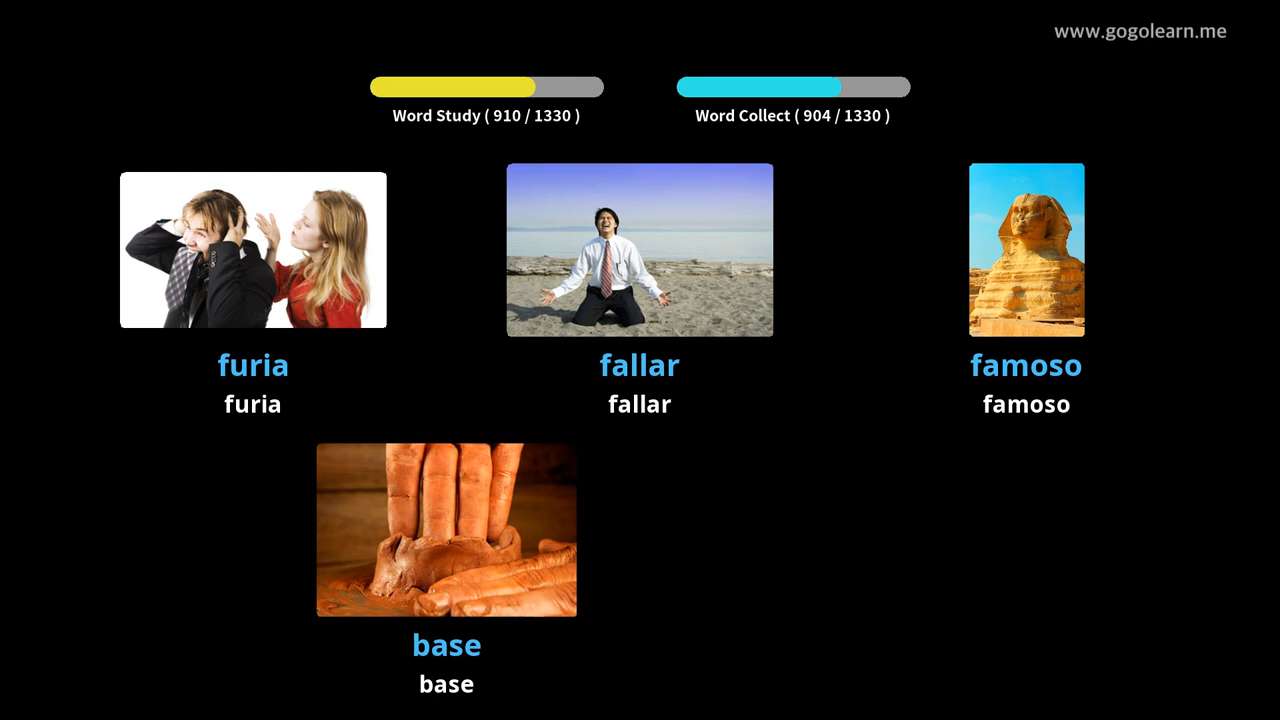 www.gogolearn.me
Word Study ( 910 / 1330 )
Word Collect ( 904 / 1330 )
furia
furia
fallar
fallar
famoso
famoso
base
base